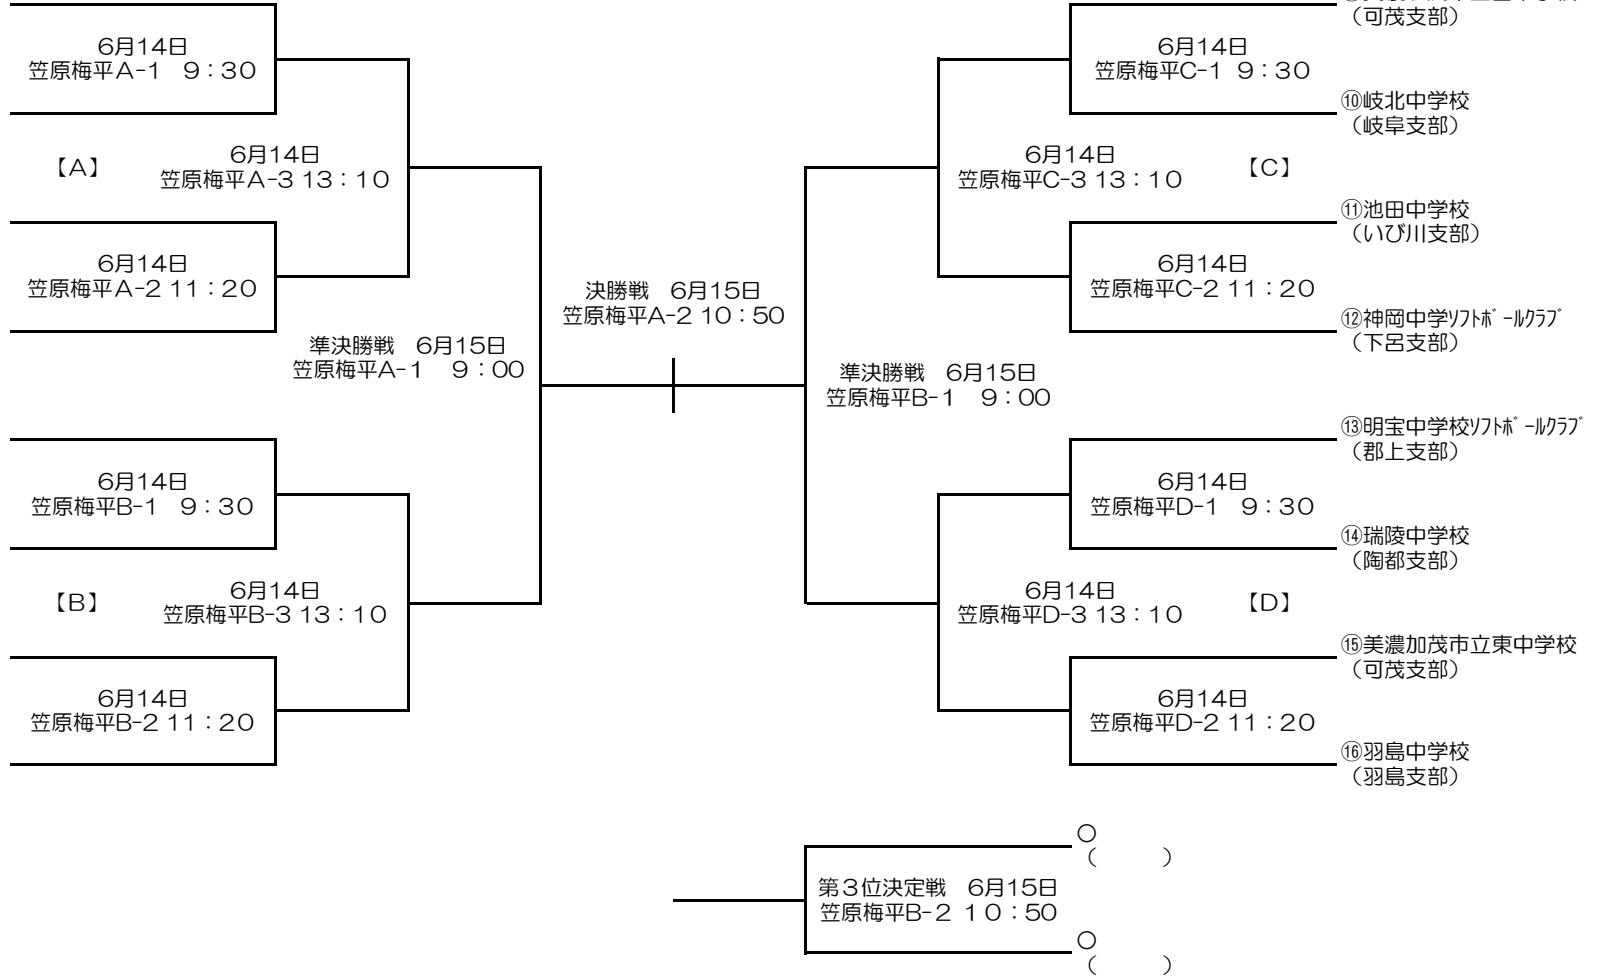 （可茂支部）
6月14日
笠原梅平A-1　9：30
6月14日
笠原梅平C-1 9：30
⑩岐北中学校
（岐阜支部）
【A】
6月14日
笠原梅平A-3 13：10
6月14日
笠原梅平C-3 13：10
【C】
⑪池田中学校
（いび川支部）
6月14日
笠原梅平A-2 11：20
6月14日
笠原梅平C-2 11：20
決勝戦　6月15日
笠原梅平A-2 10：50
⑫神岡中学ｿﾌﾄﾎﾞｰﾙｸﾗﾌﾞ
（下呂支部）
準決勝戦　6月15日
笠原梅平A-1　9：00
準決勝戦　6月15日
笠原梅平B-1　9：00
⑬明宝中学校ｿﾌﾄﾎﾞｰﾙｸﾗﾌﾞ
（郡上支部）
6月14日
笠原梅平B-1　9：30
6月14日
笠原梅平D-1　9：30
⑭瑞陵中学校
（陶都支部）
【B】
6月14日
笠原梅平B-3 13：10
6月14日
笠原梅平D-3 13：10
【D】
⑮美濃加茂市立東中学校
（可茂支部）
6月14日
笠原梅平B-2 11：20
6月14日
笠原梅平D-2 11：20
⑯羽島中学校
（羽島支部）
○
（　　　）
第３位決定戦　6月15日
笠原梅平B-２ １０：50
○
（　　　）